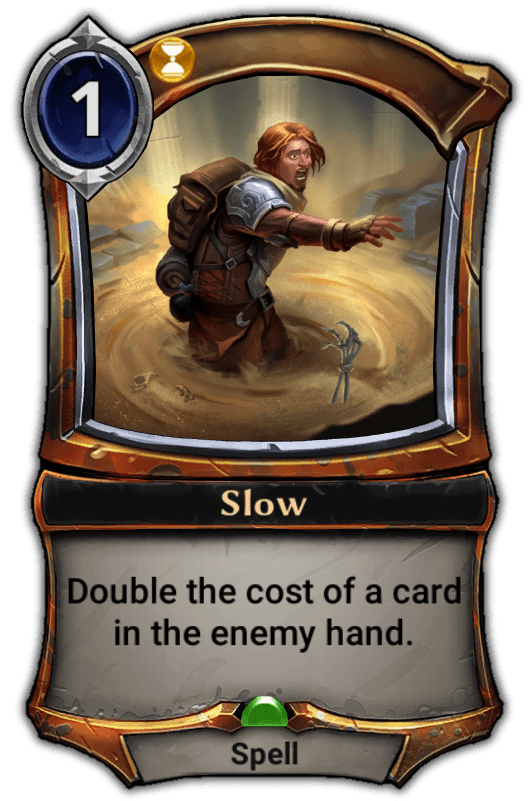 1
Slow
Double the cost of a card
in the enemy hand.
Spell